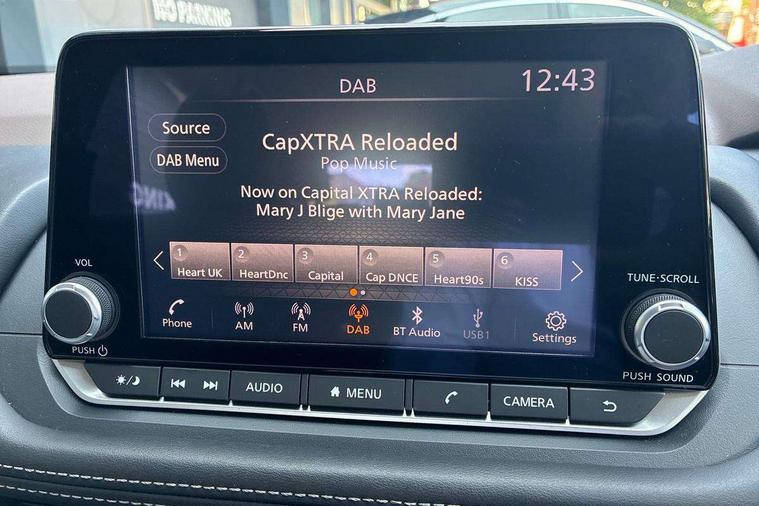 NO PARKING
DAB
12:43
Source
DAB Menu
CapXTRA Reloaded
Pop Music
Now on Capital XTRA Reloaded:
Mary J Blige with Mary Jane
1
Heart UK
2
HeartDnc
3
Capital
4
Cap DNCE
5
Heart90s
6
KISS
Phone
AM
FM
DAB
BT Audio
USB1
Settings
VOL
PUSH
TUNE·SCROLL
PUSH SOUND
AUDIO
MENU
CAMERA